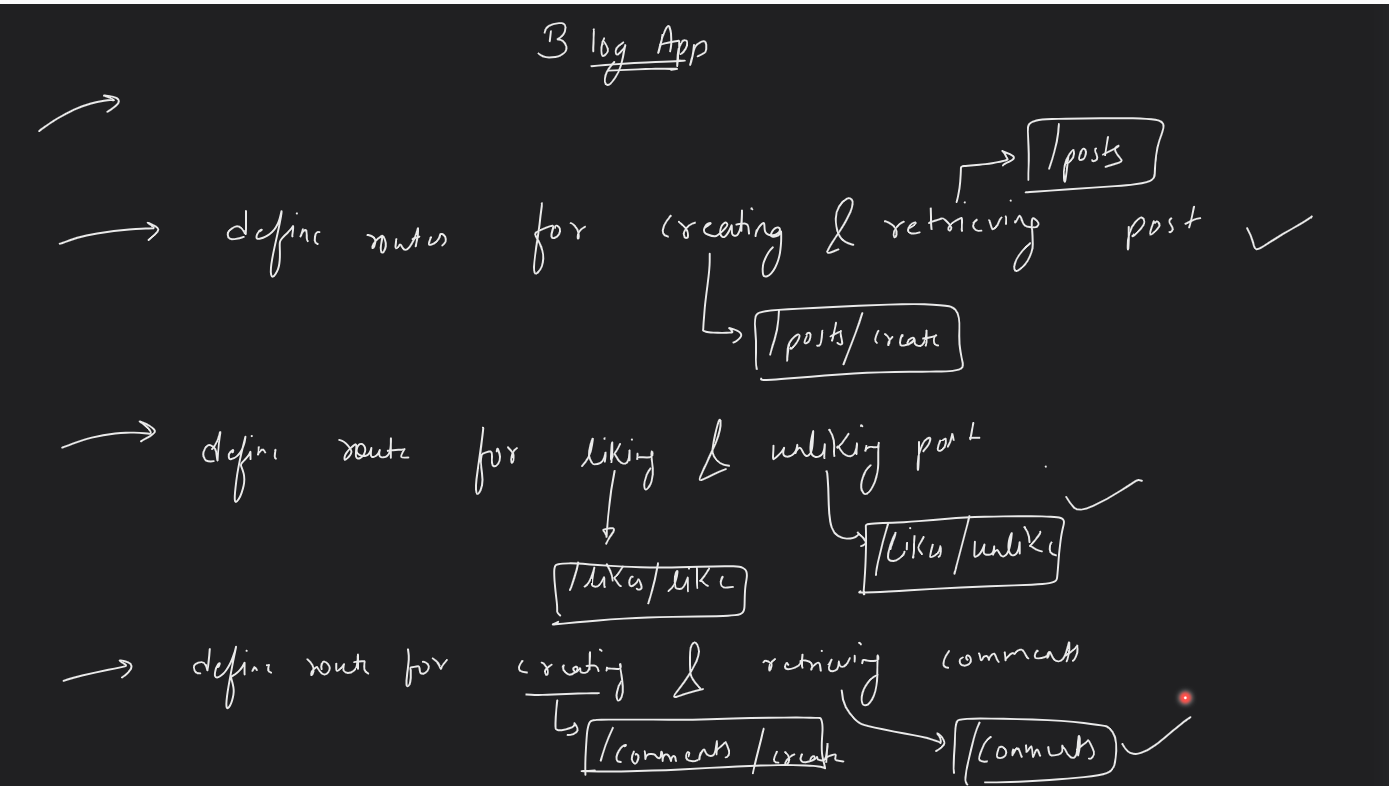 Blog App
/posts
define routes for creating & retrieving post
/posts/create
define route for liking & unliking post
/likes/unlike
/likes/like
define route for creating & retrieving comments
/comments/create
/comments